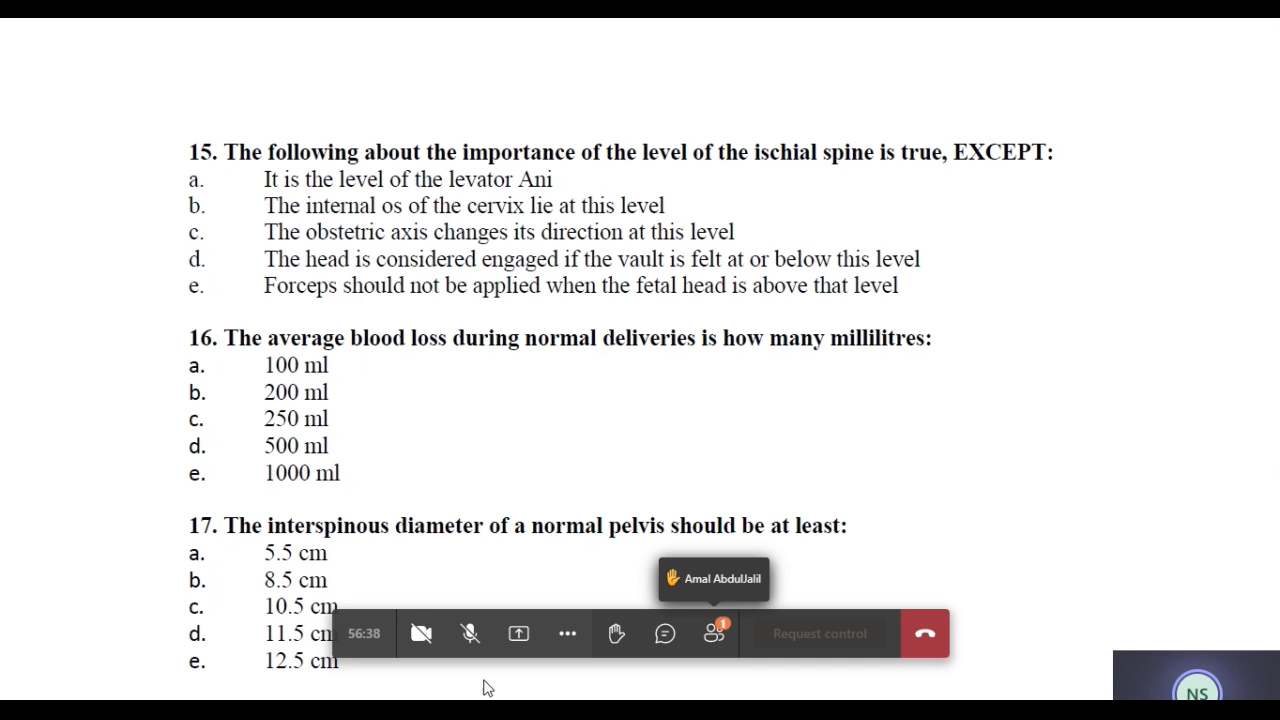 15. The following about the importance of the level of the ischial spine is true, EXCEPT:
a. It is the level of the levator Ani
b. The internal os of the cervix lie at this level
c. The obstetric axis changes its direction at this level
d. The head is considered engaged if the vault is felt at or below this level
e. Forceps should not be applied when the fetal head is above that level
16. The average blood loss during normal deliveries is how many millilitres:
a. 100 ml
b. 200 ml
c. 250 ml
d. 500 ml
e. 1000 ml
17. The interspinous diameter of a normal pelvis should be at least:
a. 5.5 cm
b. 8.5 cm
Amal AbdulJalil
c. 10.5 cm
d. 11.5 cm
56:38
1
Request control
e. 12.5 cm
NS